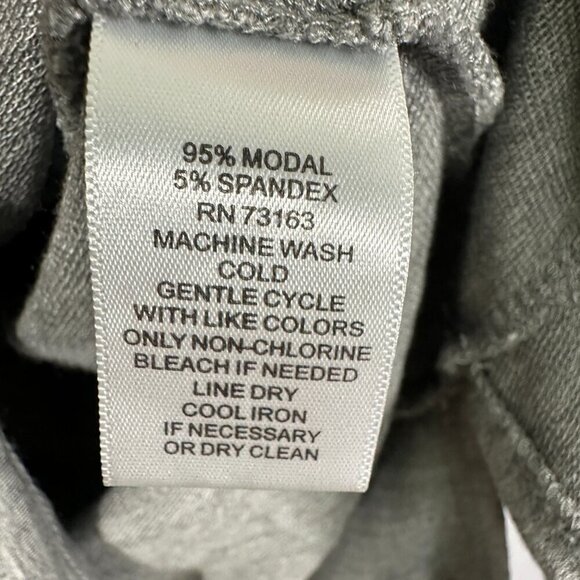 95% MODAL
5% SPANDEX
RN 73163
MACHINE WASH
COLD
GENTLE CYCLE
WITH LIKE COLORS
ONLY NON-CHLORINE
BLEACH IF NEEDED
LINE DRY
COOL IRON
IF NECESSARY
OR DRY CLEAN